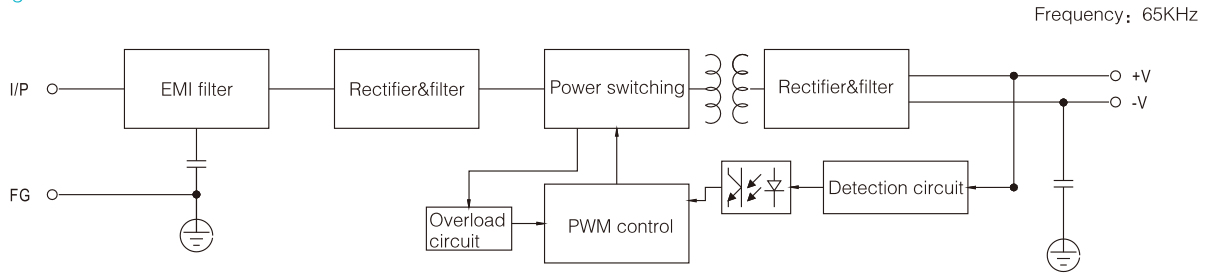 Frequency：65KHz
I/P
EMI filter
Rectifier&filter
Power switching
Rectifier&filter
+V
-V
FG
Overload
circuit
PWM control
Detection circuit